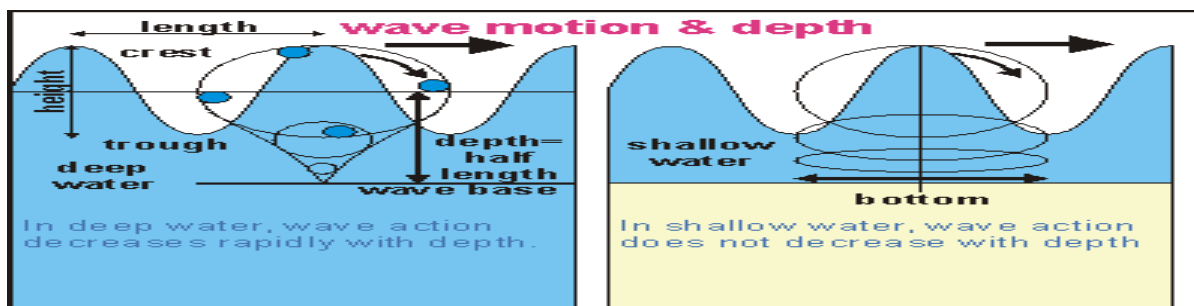 wave motion & depth
length
crest
height
trough
deep
water
depth=
half
length
wave base
In deep water, wave action
decreases rapidly with depth.
shallow
water
bottom
In shallow water, wave action
does not decrease with depth